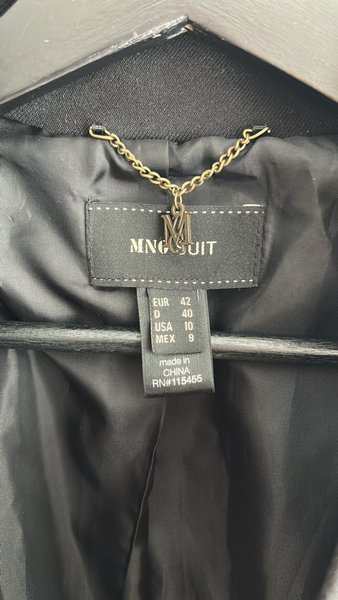 M
MNG SUIT
EUR 42
D 40
USA 10
MEX 9
made in
CHINA
RN#115455